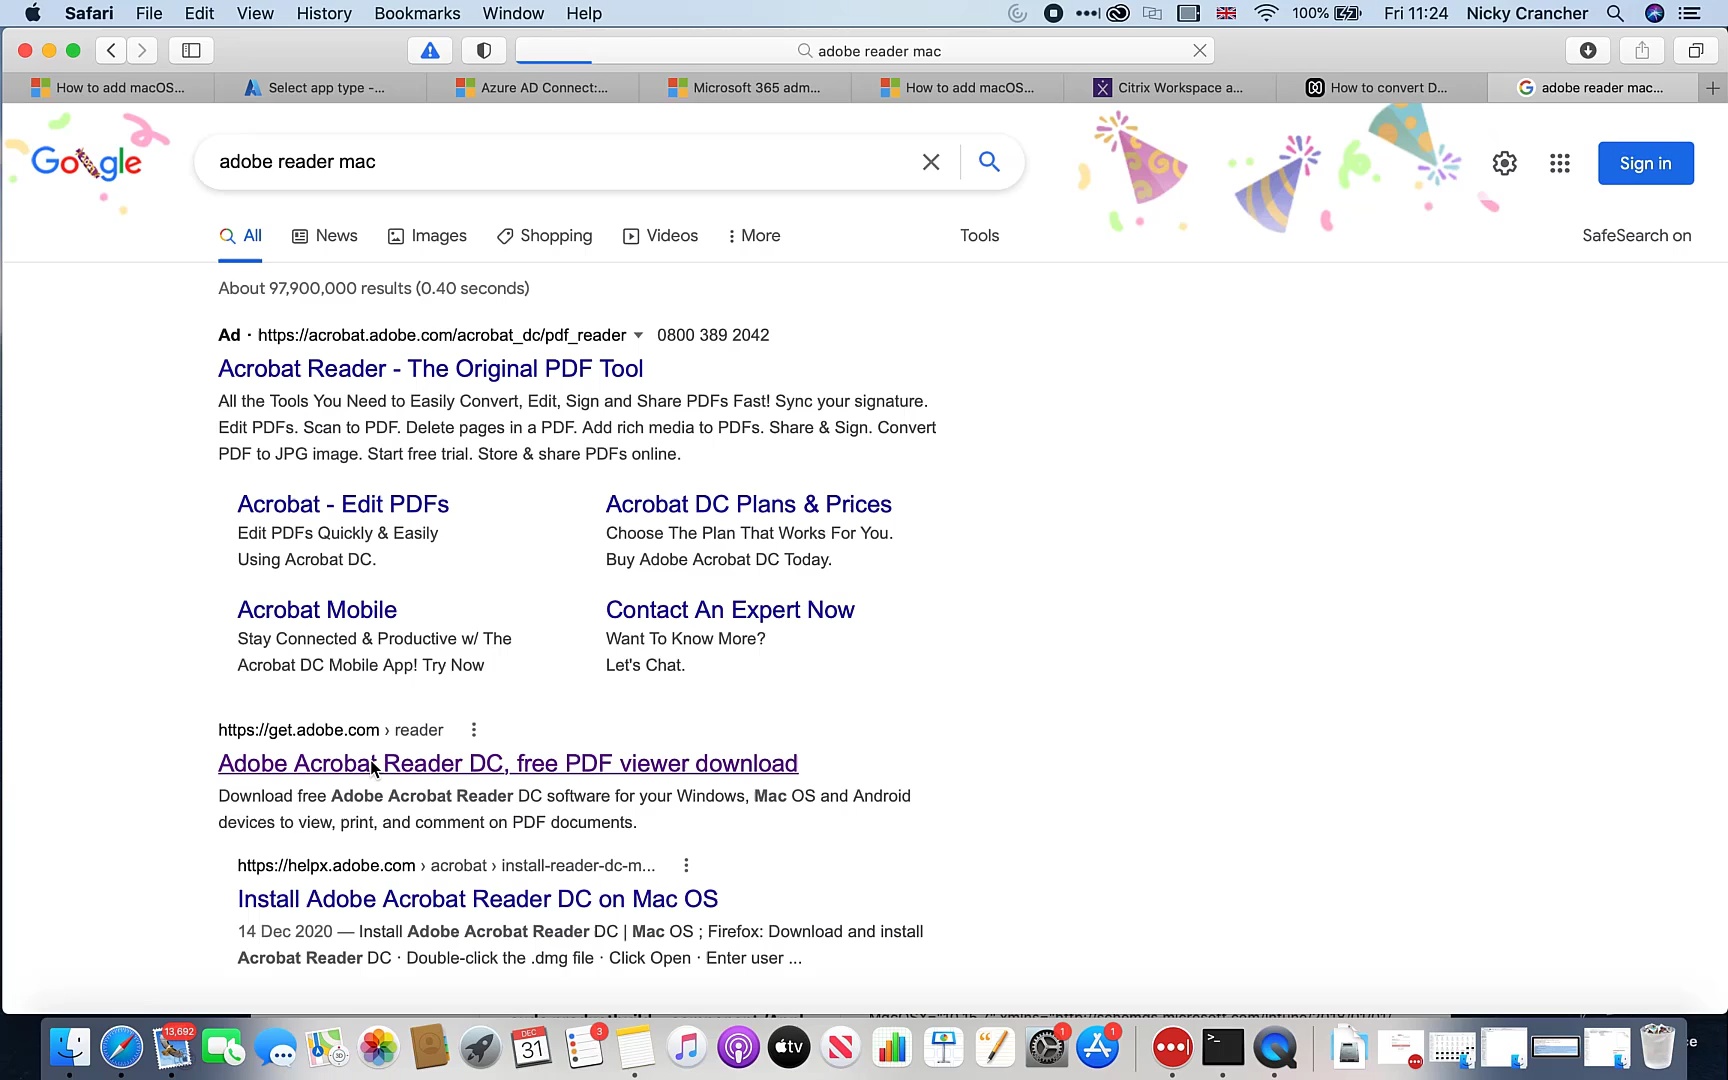 Safari File Edit View History Bookmarks Window Help 100% Fri 11:24 Nicky Crancher
adobe reader mac
How to add macOS... Select app type -... Azure AD Connect:... Microsoft 365 adm... How to add macOS... Citrix Workspace a... How to convert D... adobe reader mac...
Google adobe reader mac Sign in
All News Images Shopping Videos More Tools SafeSearch on
About 97,900,000 results (0.40 seconds)
Ad · https://acrobat.adobe.com/acrobat_dc/pdf_reader 0800 389 2042
Acrobat Reader - The Original PDF Tool
All the Tools You Need to Easily Convert, Edit, Sign and Share PDFs Fast! Sync your signature.
Edit PDFs. Scan to PDF. Delete pages in a PDF. Add rich media to PDFs. Share & Sign. Convert
PDF to JPG image. Start free trial. Store & share PDFs online.
Acrobat - Edit PDFs
Edit PDFs Quickly & Easily
Using Acrobat DC.
Acrobat DC Plans & Prices
Choose The Plan That Works For You.
Buy Adobe Acrobat DC Today.
Acrobat Mobile
Stay Connected & Productive w/ The
Acrobat DC Mobile App! Try Now
Contact An Expert Now
Want To Know More?
Let's Chat.
https://get.adobe.com › reader
Adobe Acrobat Reader DC, free PDF viewer download
Download free Adobe Acrobat Reader DC software for your Windows, Mac OS and Android
devices to view, print, and comment on PDF documents.
https://helpx.adobe.com › acrobat › install-reader-dc-m...
Install Adobe Acrobat Reader DC on Mac OS
14 Dec 2020 — Install Adobe Acrobat Reader DC | Mac OS ; Firefox: Download and install
Acrobat Reader DC · Double-click the .dmg file · Click Open · Enter user ...
13,692 DEC 31 3 tv 1 1